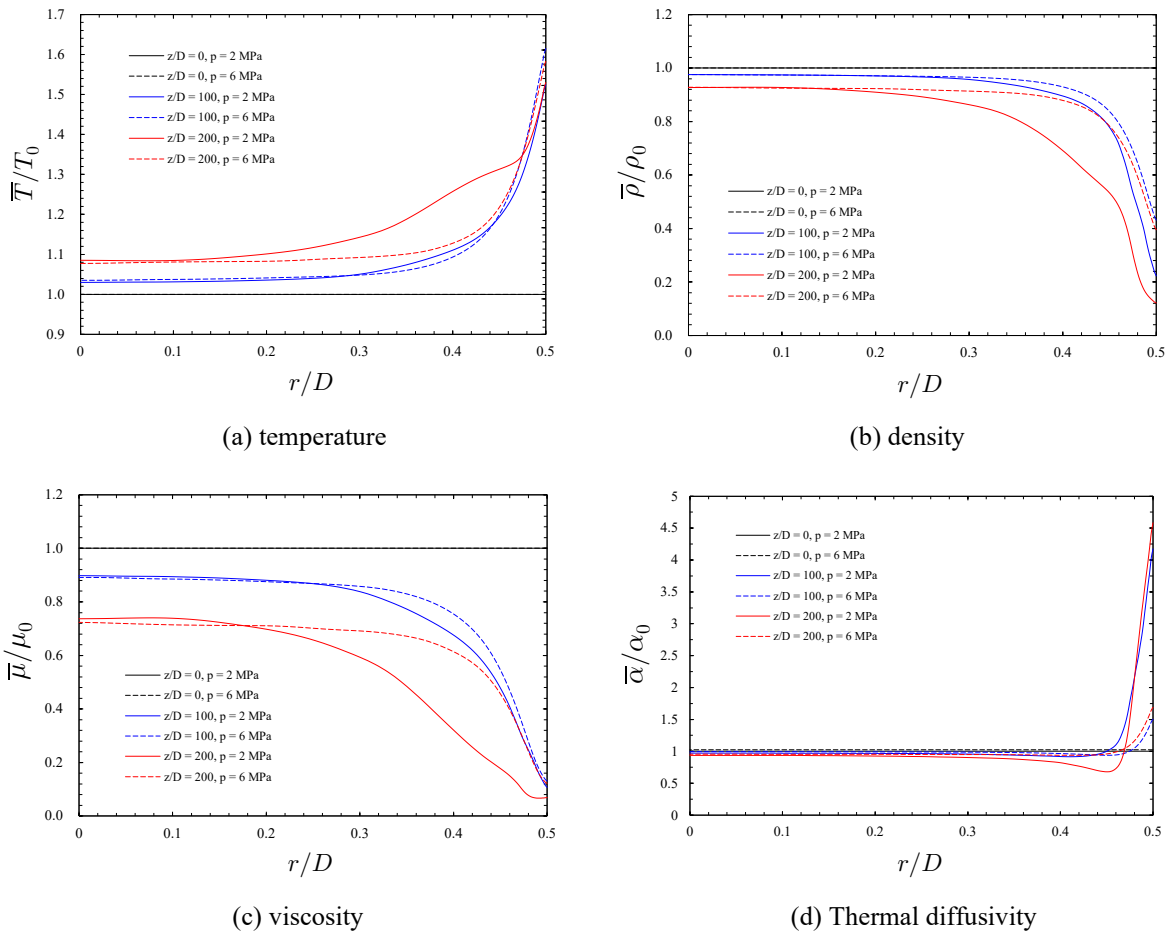 1.7
1.6
1.5
1.4
1.3
1.2
1.1
1.0
0.9
T̅/T₀
z/D = 0, p = 2 MPa
z/D = 0, p = 6 MPa
z/D = 100, p = 2 MPa
z/D = 100, p = 6 MPa
z/D = 200, p = 2 MPa
z/D = 200, p = 6 MPa
0 0.1 0.2 0.3 0.4 0.5
r/D
(a) temperature
1.2
1.0
0.8
0.6
0.4
0.2
0.0
ρ̅/ρ₀
z/D = 0, p = 2 MPa
z/D = 0, p = 6 MPa
z/D = 100, p = 2 MPa
z/D = 100, p = 6 MPa
z/D = 200, p = 2 MPa
z/D = 200, p = 6 MPa
0 0.1 0.2 0.3 0.4 0.5
r/D
(b) density
1.2
1.0
0.8
0.6
0.4
0.2
0.0
μ̅/μ₀
z/D = 0, p = 2 MPa
z/D = 0, p = 6 MPa
z/D = 100, p = 2 MPa
z/D = 100, p = 6 MPa
z/D = 200, p = 2 MPa
z/D = 200, p = 6 MPa
0 0.1 0.2 0.3 0.4 0.5
r/D
(c) viscosity
5
4.5
4
3.5
3
2.5
2
1.5
1
0.5
0
α̅/α₀
z/D = 0, p = 2 MPa
z/D = 0, p = 6 MPa
z/D = 100, p = 2 MPa
z/D = 100, p = 6 MPa
z/D = 200, p = 2 MPa
z/D = 200, p = 6 MPa
0 0.1 0.2 0.3 0.4 0.5
r/D
(d) Thermal diffusivity